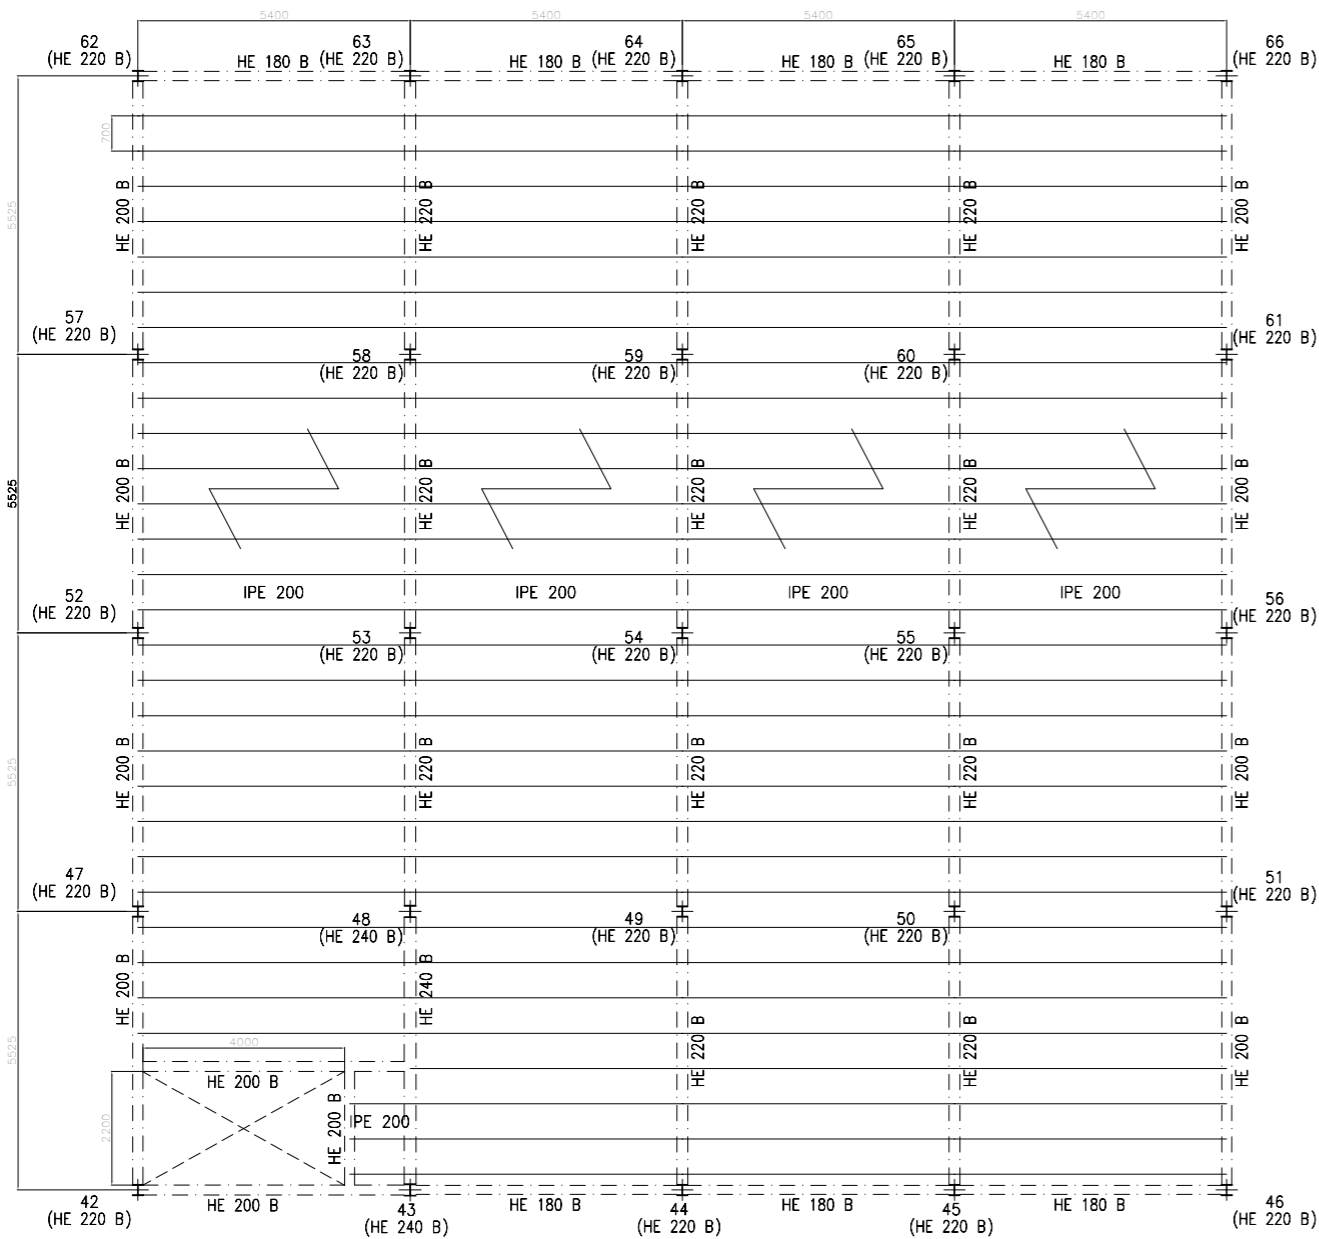 5400 5400 5400 5400
62 63 64 65 66
(HE 220 B) HE 180 B (HE 220 B) HE 180 B (HE 220 B) HE 180 B (HE 220 B) HE 180 B (HE 220 B)
700
5525 HE 200 B HE 220 B HE 220 B HE 220 B HE 200 B
57 61
(HE 220 B) (HE 220 B)
58 59 60
(HE 220 B) (HE 220 B) (HE 220 B)
5525 HE 200 B HE 220 B HE 220 B HE 220 B HE 200 B
IPE 200 IPE 200 IPE 200 IPE 200
52 56
(HE 220 B) (HE 220 B)
53 54 55
(HE 220 B) (HE 220 B) (HE 220 B)
5525 HE 200 B HE 220 B HE 220 B HE 220 B HE 200 B
47 51
(HE 220 B) (HE 220 B)
48 49 50
(HE 240 B) (HE 220 B) (HE 220 B)
HE 200 B HE 240 B
5525 4000 HE 220 B HE 220 B HE 200 B
HE 200 B
2200 HE 200 B IPE 200
42 HE 200 B 43 HE 180 B 44 HE 180 B 45 HE 180 B 46
(HE 220 B) (HE 240 B) (HE 220 B) (HE 220 B) (HE 220 B)